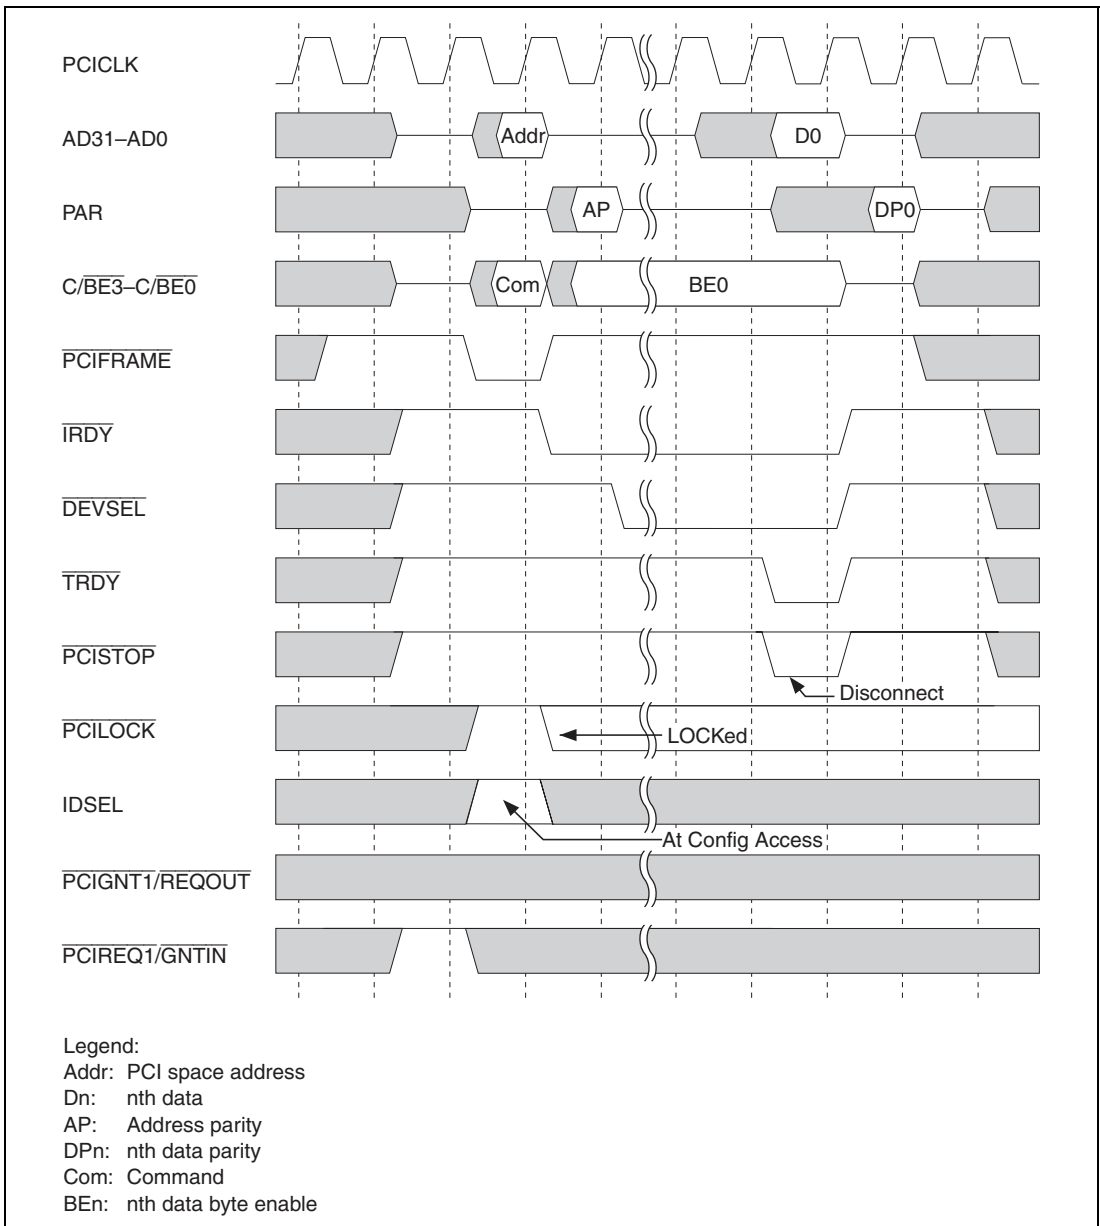 PCICLK
AD31–AD0
Addr
D0
PAR
AP
DP0
C/BE3–C/BE0
Com
BE0
PCIFRAME
IRDY
DEVSEL
TRDY
PCISTOP
Disconnect
PCILOCK
LOCKed
IDSEL
At Config Access
PCIGNT1/REQOUT
PCIREQ1/GNTIN
Legend:
Addr: PCI space address
Dn: nth data
AP: Address parity
DPn: nth data parity
Com: Command
BEn: nth data byte enable